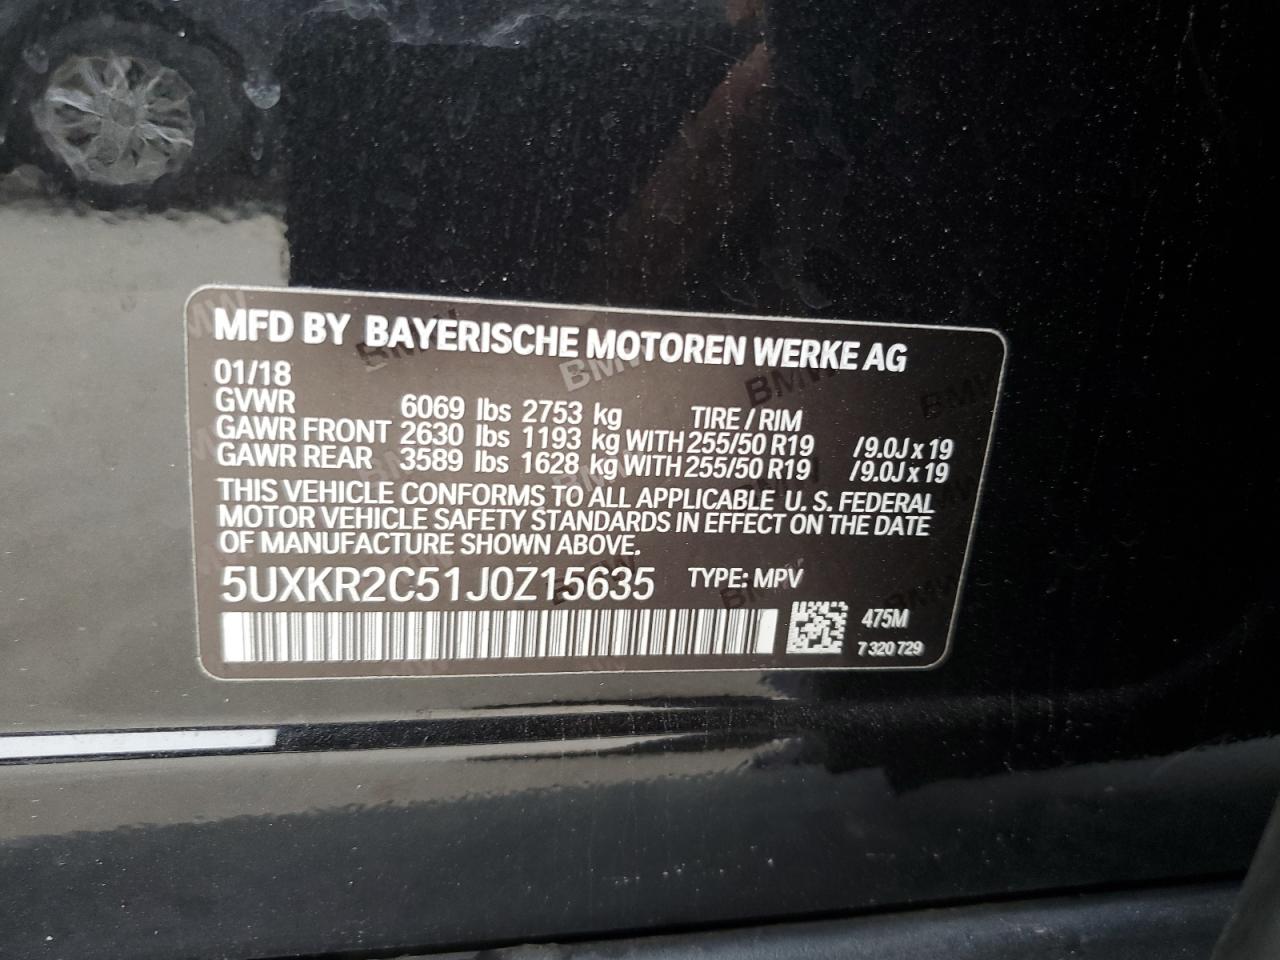 MFD BY BAYERISCHE MOTOREN WERKE AG
01/18
GVWR 6069 lbs 2753 kg TIRE / RIM
GAWR FRONT 2630 lbs 1193 kg WITH 255/50 R19 /9.0J x 19
GAWR REAR 3589 lbs 1628 kg WITH 255/50 R19 /9.0J x 19
THIS VEHICLE CONFORMS TO ALL APPLICABLE U. S. FEDERAL
MOTOR VEHICLE SAFETY STANDARDS IN EFFECT ON THE DATE
OF MANUFACTURE SHOWN ABOVE.
5UXKR2C51J0Z15635 TYPE: MPV
475M
7 320 729